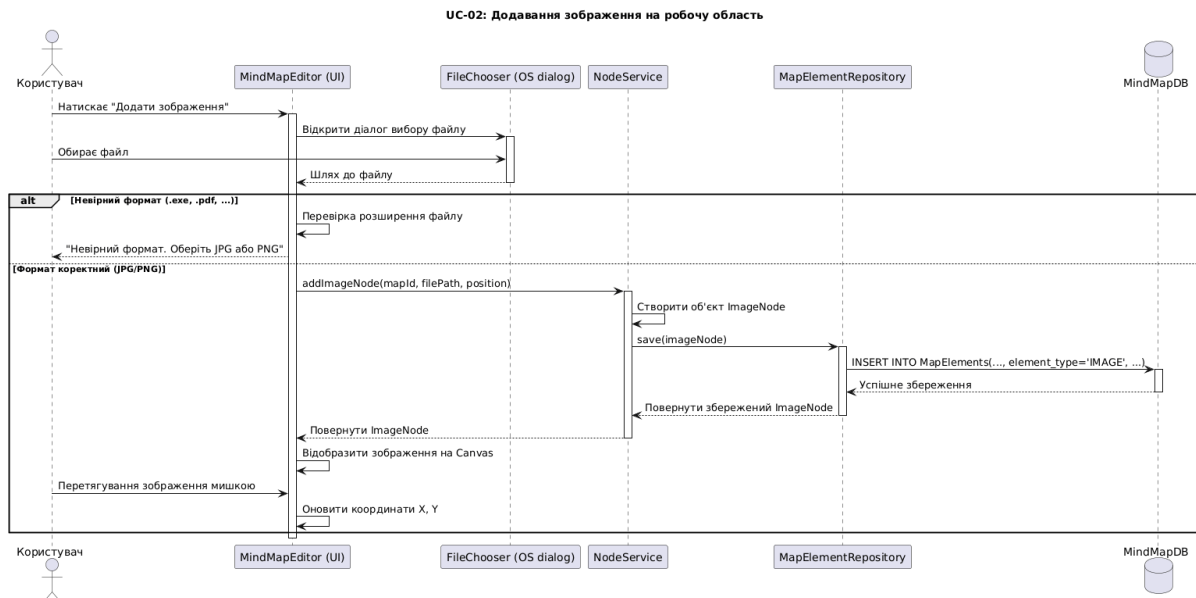 UC-02: Додавання зображення на робочу область
Користувач
MindMapEditor (UI)
FileChooser (OS dialog)
NodeService
MapElementRepository
MindMapDB
Натискає "Додати зображення"
Відкрити діалог вибору файлу
Обирає файл
Шлях до файлу
alt
[Невірний формат (.exe, .pdf, ...)]
Перевірка розширення файлу
"Невірний формат. Оберіть JPG або PNG"
[Формат коректний (JPG/PNG)]
addImageNode(mapId, filePath, position)
Створити об'єкт ImageNode
save(imageNode)
INSERT INTO MapElements(..., element_type='IMAGE', ...)
Успішне збереження
Повернути збережений ImageNode
Повернути ImageNode
Відобразити зображення на Canvas
Перетягування зображення мишкою
Оновити координати X, Y
Користувач
MindMapEditor (UI)
FileChooser (OS dialog)
NodeService
MapElementRepository
MindMapDB